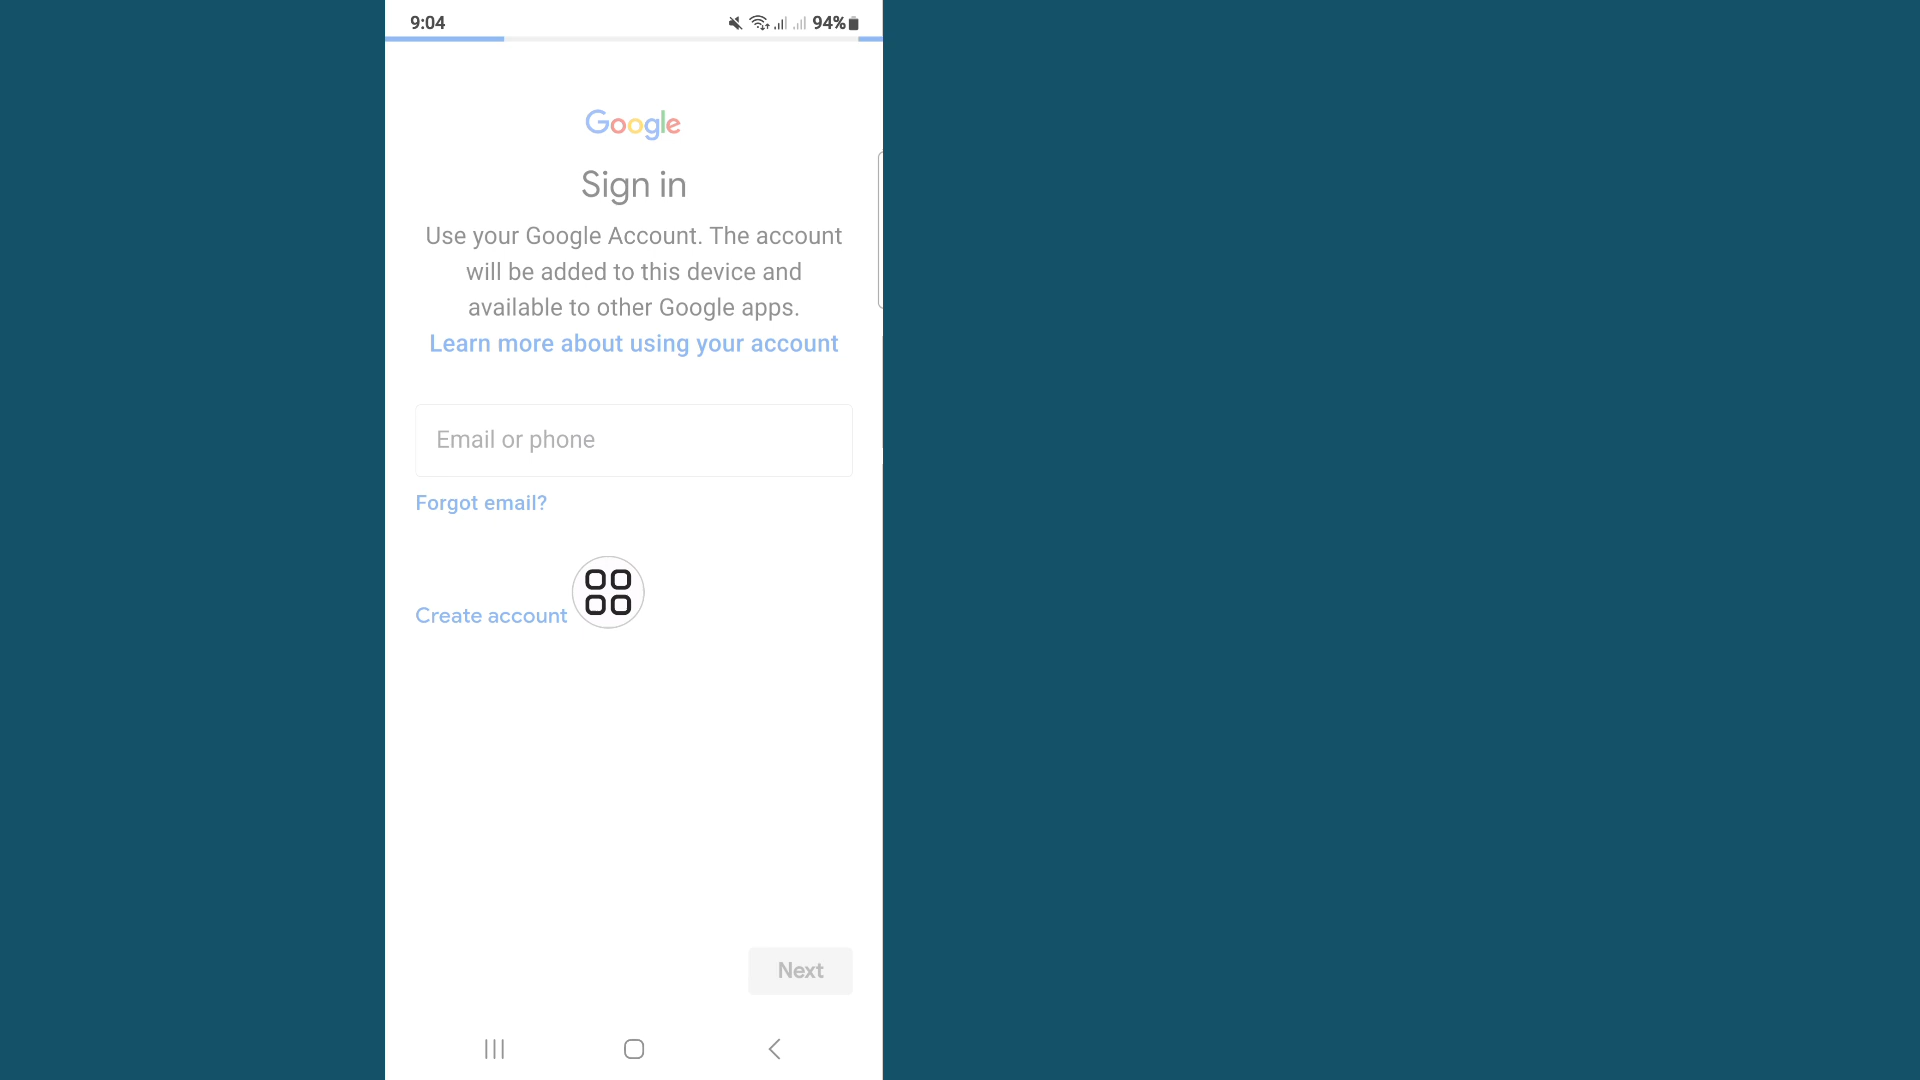 9:04
94%
Google
Sign in
Use your Google Account. The account
will be added to this device and
available to other Google apps.
Learn more about using your account
Email or phone
Forgot email?
Create account
Next